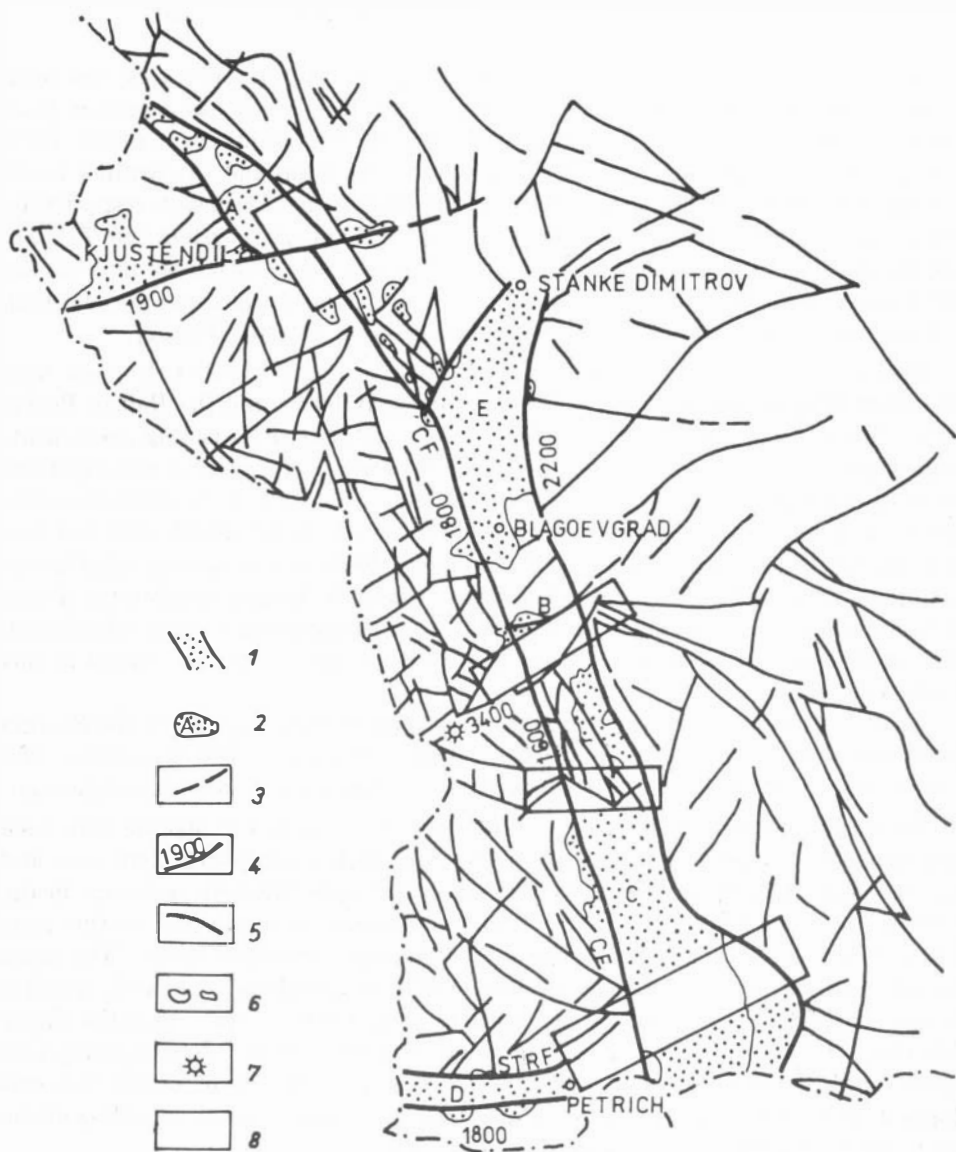 A
KJUSTENDIL
1900
STANKE DIMITROV
E
CF
2200
1800
BLAGOEVGRAD
B
3400
1600
C
CF
STRF
D
PETRICH
1800
1
A
2
3
1900
4
5
6
7
8